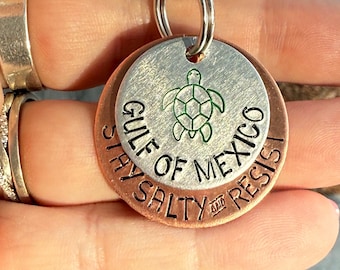 GULF OF MEXICO
STAY SALTY AND RESIST